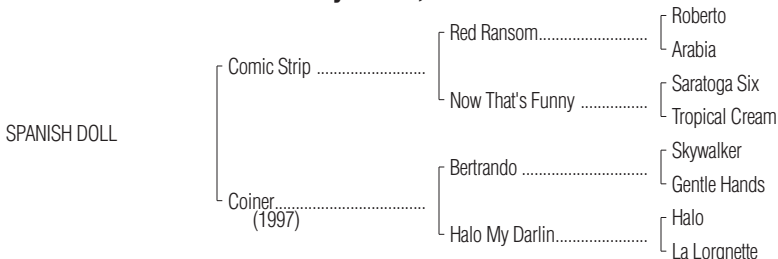 Roberto
Red Ransom
Arabia
Comic Strip
Saratoga Six
Now That's Funny
Tropical Cream
SPANISH DOLL
Skywalker
Bertrando
Gentle Hands
Coiner
(1997)
Halo
Halo My Darlin
La Lorgnette